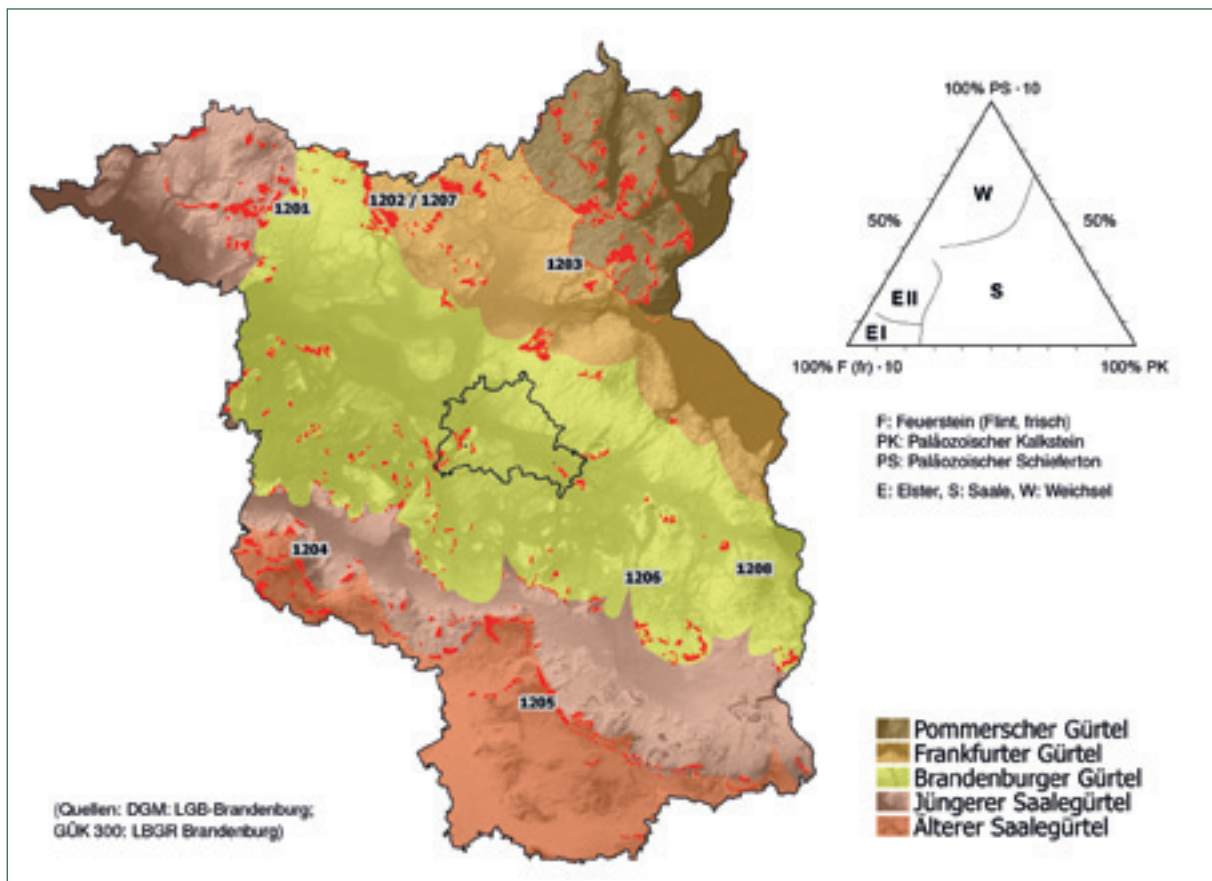 100% PS · 10
W
50%
50%
S
E II
E I
100% F (fr) · 10
100% PK
F: Feuerstein (Flint, frisch)
PK: Paläozoischer Kalkstein
PS: Paläozoischer Schieferton
E: Elster, S: Saale, W: Weichsel
1201
1202 / 1207
1203
1204
1206
1208
1205
Pommerscher Gürtel
Frankfurter Gürtel
Brandenburger Gürtel
Jüngerer Saalegürtel
Älterer Saalegürtel
(Quellen: DGM: LGB-Brandenburg;
GÜK 300: LBGR Brandenburg)